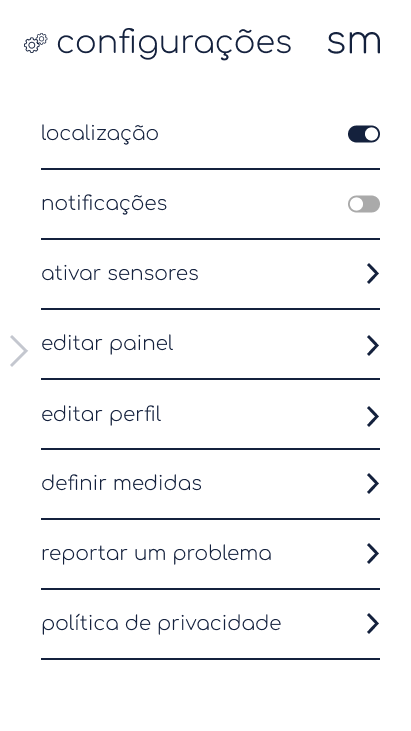 configurações sm
localização
notificações
ativar sensores
editar painel
editar perfil
definir medidas
reportar um problema
política de privacidade